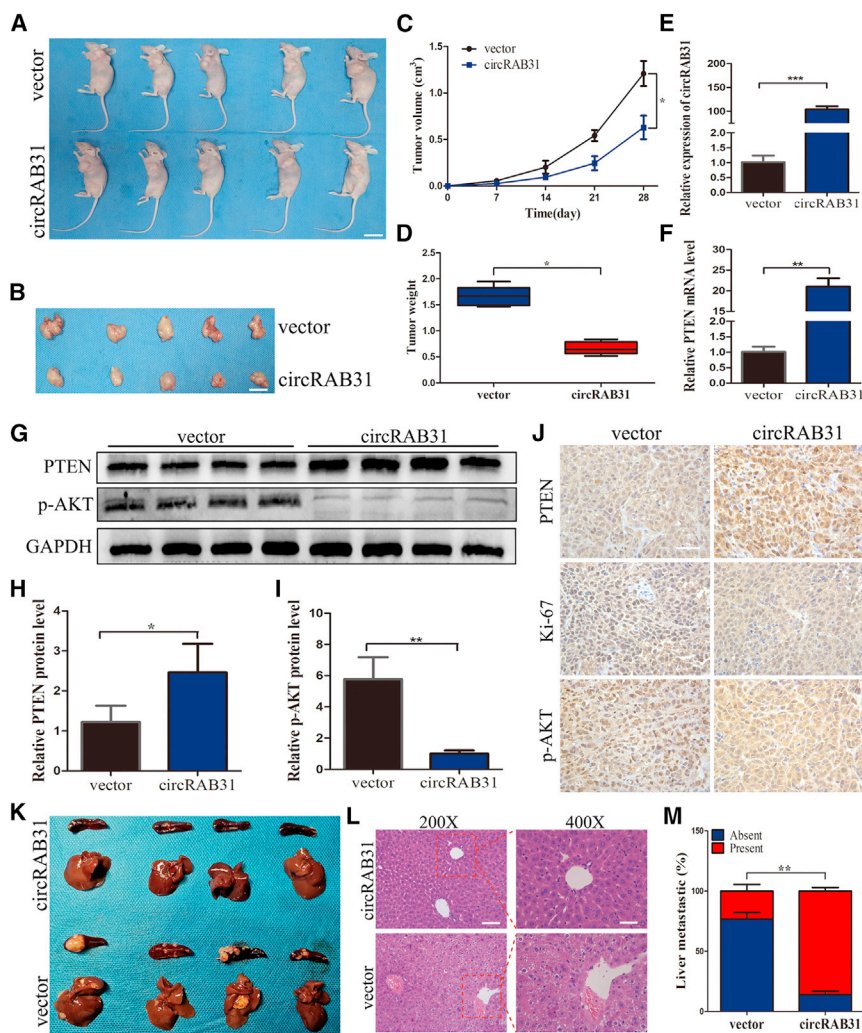 A
vector
circRAB31
B
vector
circRAB31
C
Tumor volume (cm3)
1.5
1.0
0.5
0.0
vector
circRAB31
*
0
7
14
21
28
Time(day)
D
Tumor weight
2.5
2.0
1.5
1.0
0.5
0.0
*
vector
circRAB31
E
Relative expression of circRAB31
150
100
50
2.0
1.5
1.0
0.5
0.0
***
vector
circRAB31
F
Relative PTEN mRNA level
30
25
20
15
10
2.0
1.5
1.0
0.5
0.0
**
vector
circRAB31
G
vector
circRAB31
PTEN
p-AKT
GAPDH
H
Relative PTEN protein level
4
3
2
1
0
*
vector
circRAB31
I
Relative p-AKT protein level
8
6
4
2
0
**
vector
circRAB31
J
vector
circRAB31
PTEN
Ki-67
p-AKT
K
circRAB31
vector
L
200X
400X
circRAB31
vector
M
Absent
Present
Liver metastastic (%)
150
100
50
0
**
vector
circRAB31